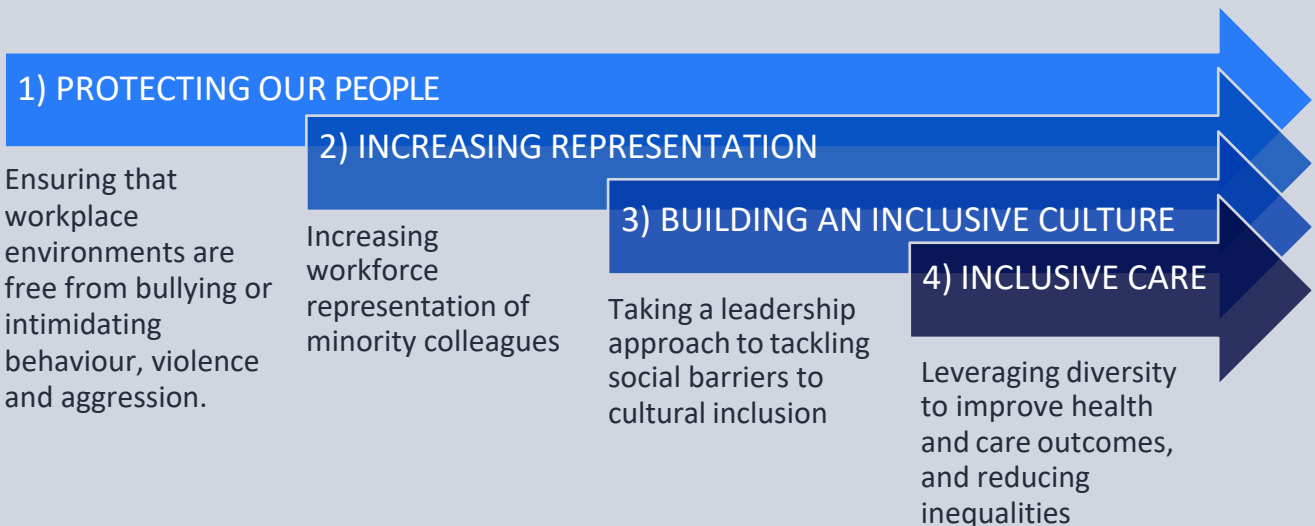 1) PROTECTING OUR PEOPLE
Ensuring that
workplace
environments are
free from bullying or
intimidating
behaviour, violence
and aggression.
2) INCREASING REPRESENTATION
Increasing
workforce
representation of
minority colleagues
3) BUILDING AN INCLUSIVE CULTURE
Taking a leadership
approach to tackling
social barriers to
cultural inclusion
4) INCLUSIVE CARE
Leveraging diversity
to improve health
and care outcomes,
and reducing
inequalities